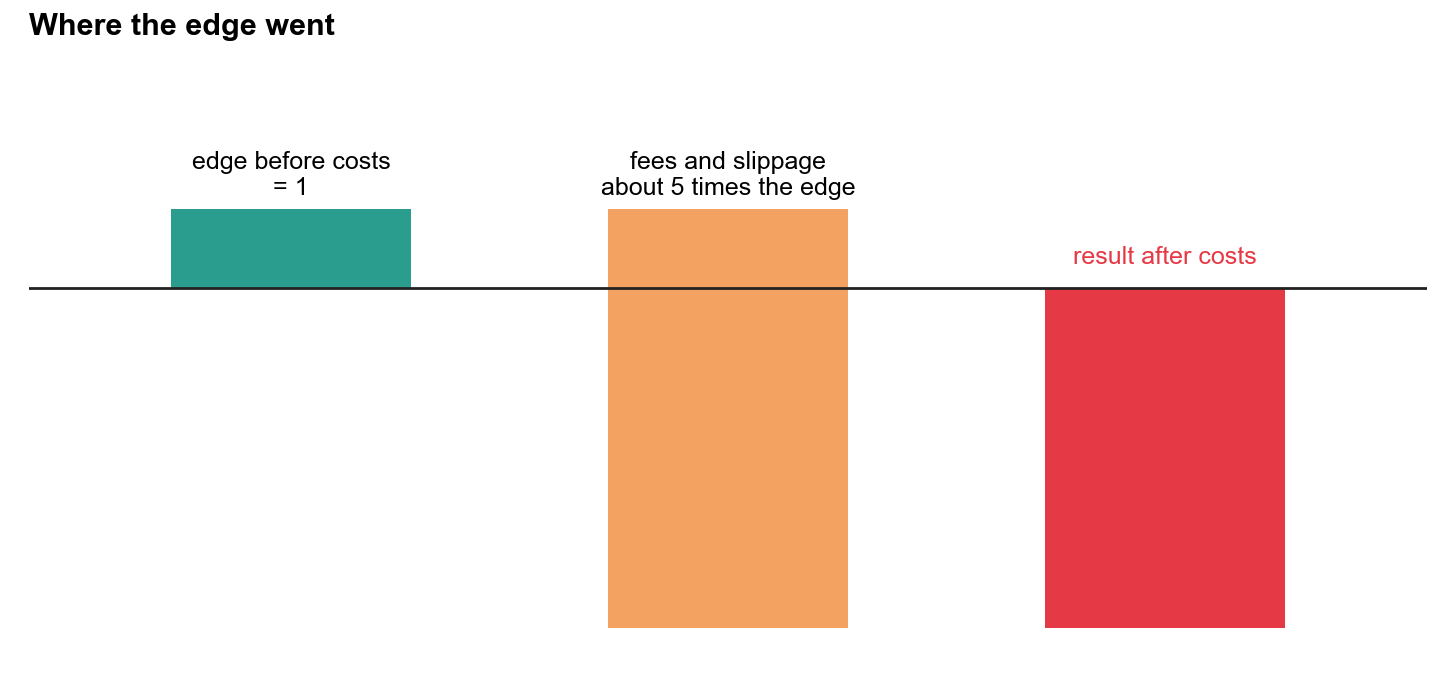 Where the edge went
edge before costs
= 1
fees and slippage
about 5 times the edge
result after costs